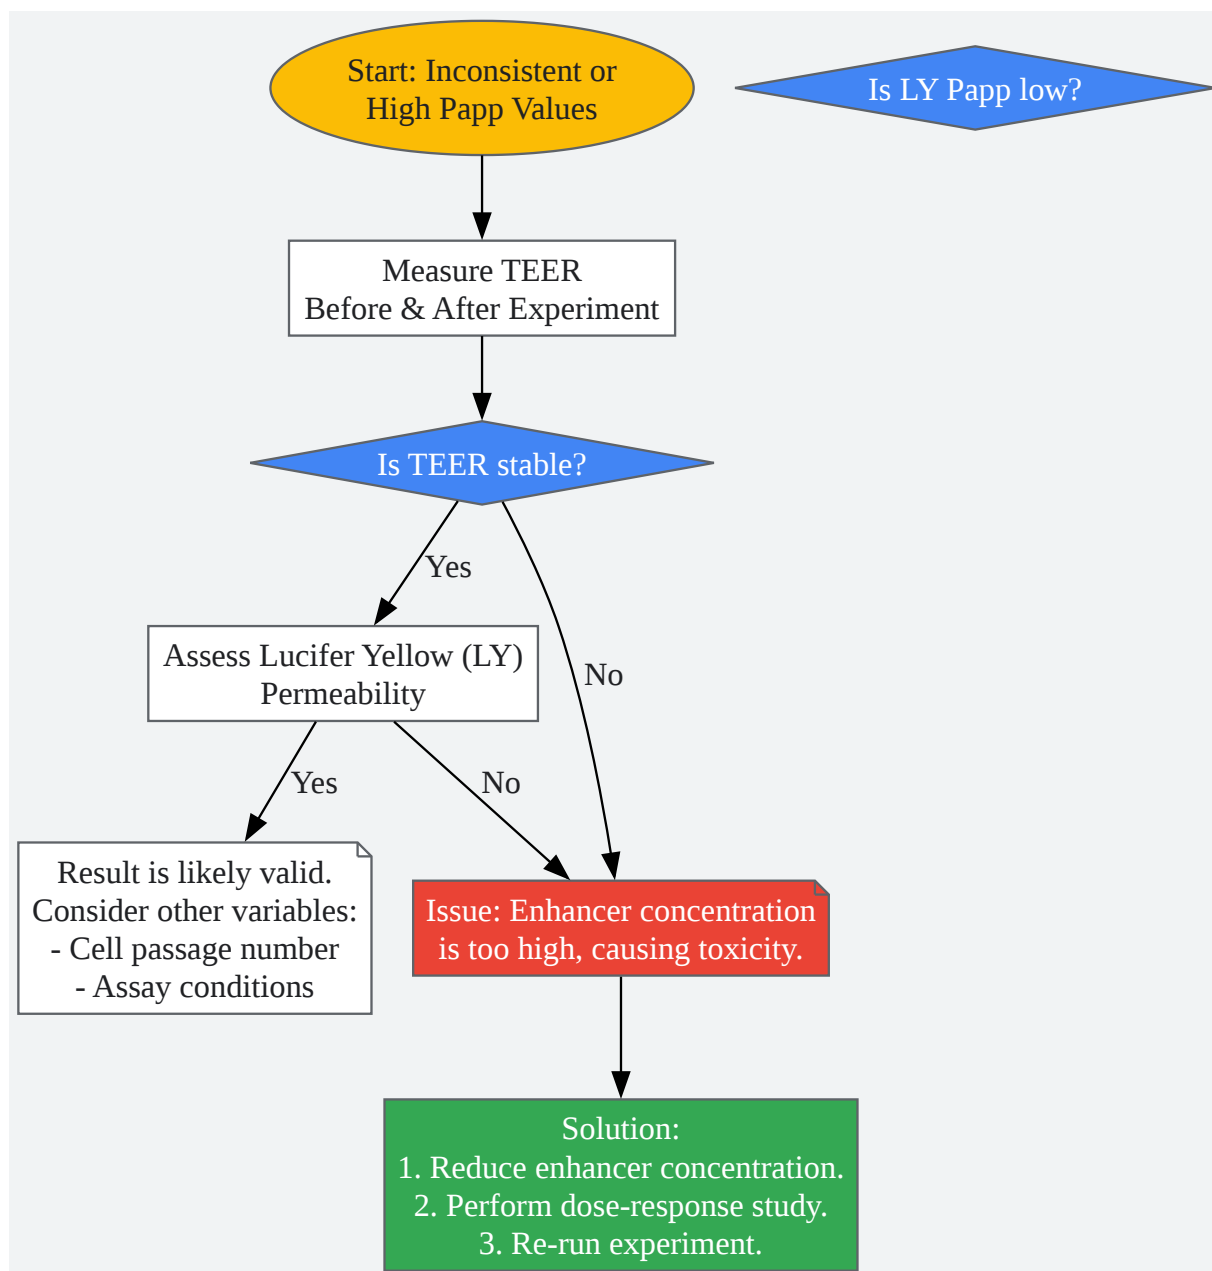 Start: Inconsistent or
High Papp Values
Is LY Papp low?
Measure TEER
Before & After Experiment
Is TEER stable?
Yes
No
Assess Lucifer Yellow (LY)
Permeability
Yes
No
Result is likely valid.
Consider other variables:
- Cell passage number
- Assay conditions
Issue: Enhancer concentration
is too high, causing toxicity.
Solution:
1. Reduce enhancer concentration.
2. Perform dose-response study.
3. Re-run experiment.